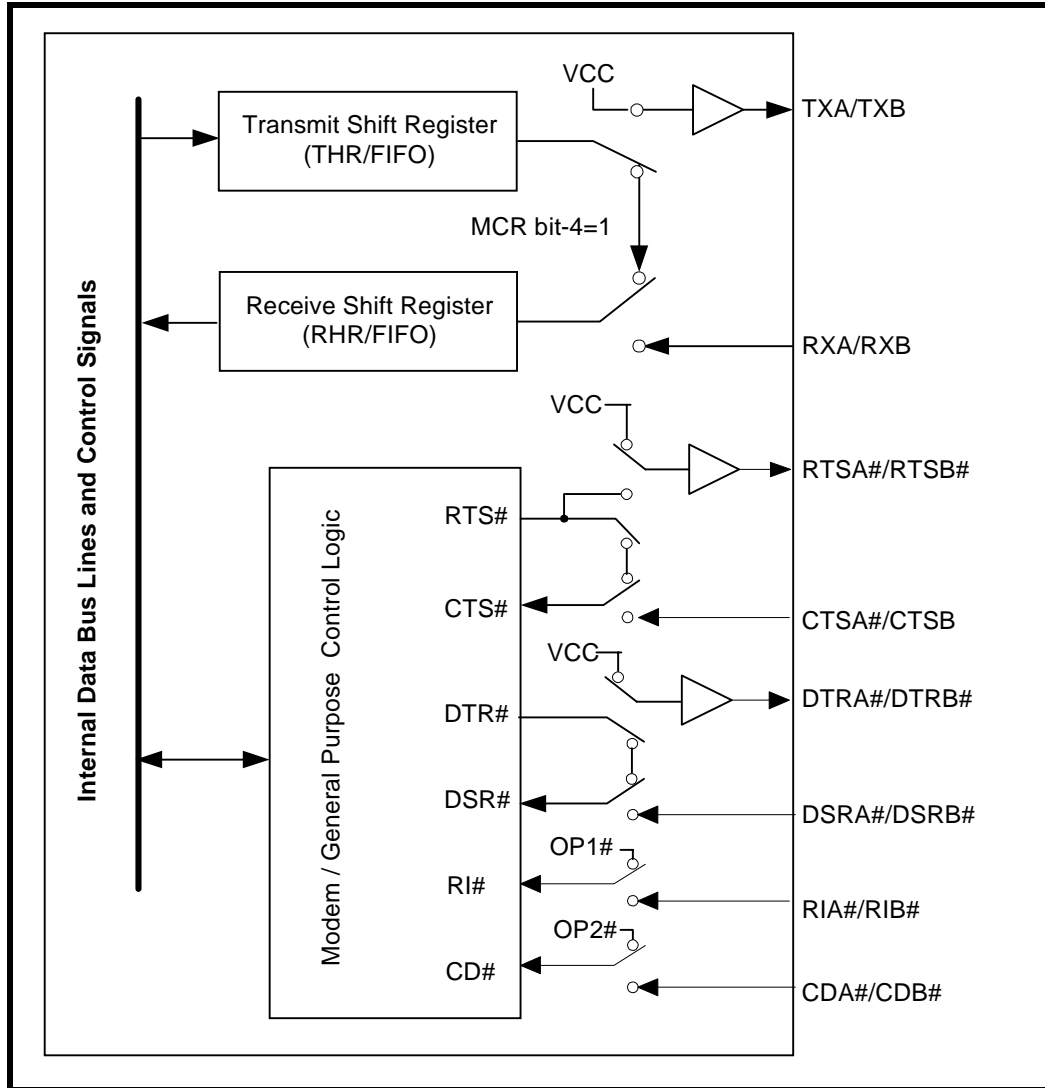 VCC
TXA/TXB
Transmit Shift Register
(THR/FIFO)
MCR bit-4=1
Receive Shift Register
(RHR/FIFO)
RXA/RXB
Internal Data Bus Lines and Control Signals
VCC
RTSA#/RTSB#
Modem / General Purpose Control Logic
RTS#
CTS#
CTSA#/CTSB
VCC
DTRA#/DTRB#
DTR#
DSR#
DSRA#/DSRB#
OP1#
RI#
RIA#/RIB#
OP2#
CD#
CDA#/CDB#